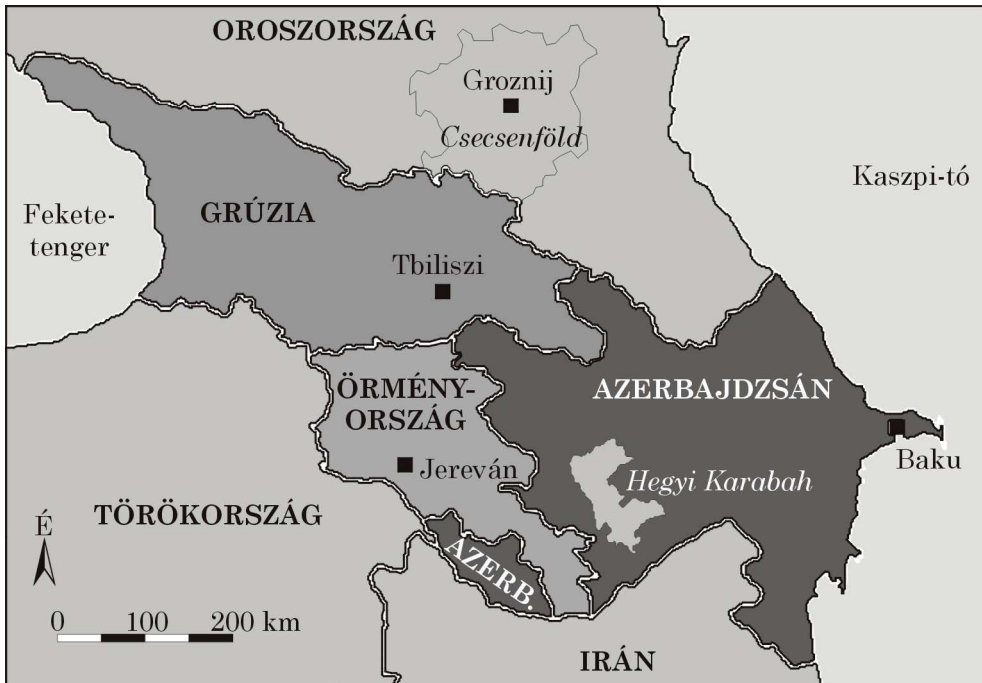 OROSZORSZÁG
Groznij
Csecsenföld
Kaszpi-tó
Fekete-
tenger
GRÚZIA
Tbiliszi
ÖRMÉNY-
ORSZÁG
AZERBAJDZSÁN
Jereván
Baku
Hegyi Karabah
TÖRÖKORSZÁG
É
AZERB.
0 100 200 km
IRÁN